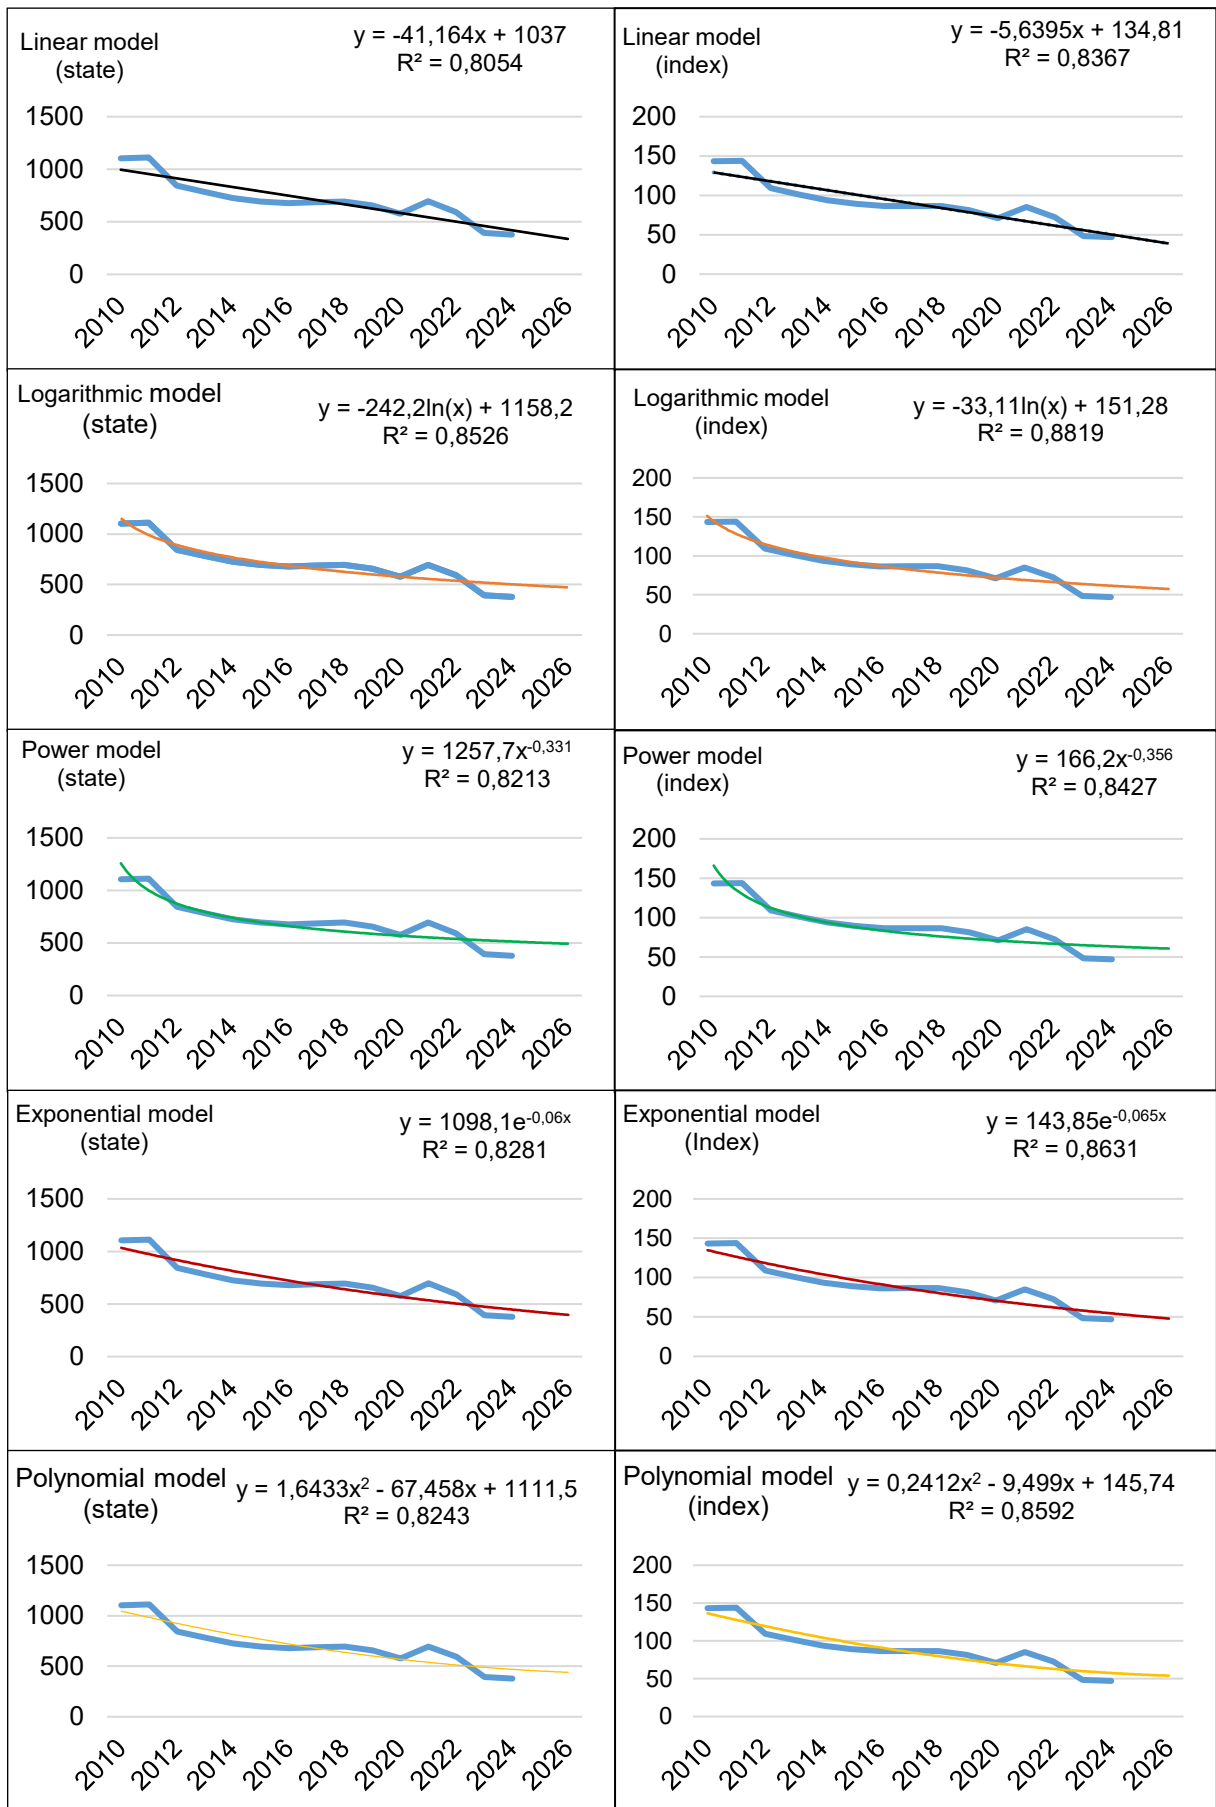 Linear model
(state)
y = -41,164x + 1037
R² = 0,8054
1500
1000
500
0
2010 2012 2014 2016 2018 2020 2022 2024 2026
Linear model
(index)
y = -5,6395x + 134,81
R² = 0,8367
200
150
100
50
0
2010 2012 2014 2016 2018 2020 2022 2024 2026
Logarithmic model
(state)
y = -242,2ln(x) + 1158,2
R² = 0,8526
1500
1000
500
0
2010 2012 2014 2016 2018 2020 2022 2024 2026
Logarithmic model
(index)
y = -33,11ln(x) + 151,28
R² = 0,8819
200
150
100
50
0
2010 2012 2014 2016 2018 2020 2022 2024 2026
Power model
(state)
y = 1257,7x⁻⁰,³³¹
R² = 0,8213
1500
1000
500
0
2010 2012 2014 2016 2018 2020 2022 2024 2026
Power model
(index)
y = 166,2x⁻⁰,³⁵⁶
R² = 0,8427
200
150
100
50
0
2010 2012 2014 2016 2018 2020 2022 2024 2026
Exponential model
(state)
y = 1098,1e⁻⁰,⁰⁶ˣ
R² = 0,8281
1500
1000
500
0
2010 2012 2014 2016 2018 2020 2022 2024 2026
Exponential model
(Index)
y = 143,85e⁻⁰,⁰⁶⁵ˣ
R² = 0,8631
200
150
100
50
0
2010 2012 2014 2016 2018 2020 2022 2024 2026
Polynomial model
(state)
y = 1,6433x² - 67,458x + 1111,5
R² = 0,8243
1500
1000
500
0
2010 2012 2014 2016 2018 2020 2022 2024 2026
Polynomial model
(index)
y = 0,2412x² - 9,499x + 145,74
R² = 0,8592
200
150
100
50
0
2010 2012 2014 2016 2018 2020 2022 2024 2026